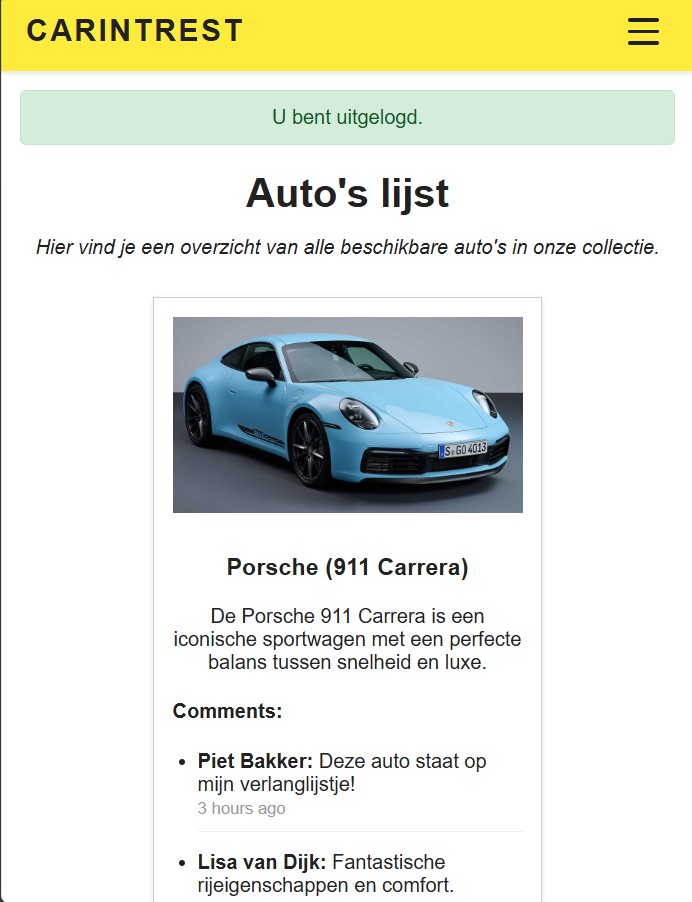 CARINTREST
U bent uitgelogd.
Auto's lijst
Hier vind je een overzicht van alle beschikbare auto's in onze collectie.
S GO 4013
Porsche (911 Carrera)
De Porsche 911 Carrera is een
iconische sportwagen met een perfecte
balans tussen snelheid en luxe.
Comments:
Piet Bakker: Deze auto staat op
mijn verlanglijstje!
3 hours ago
Lisa van Dijk: Fantastische
rijeigenschappen en comfort.